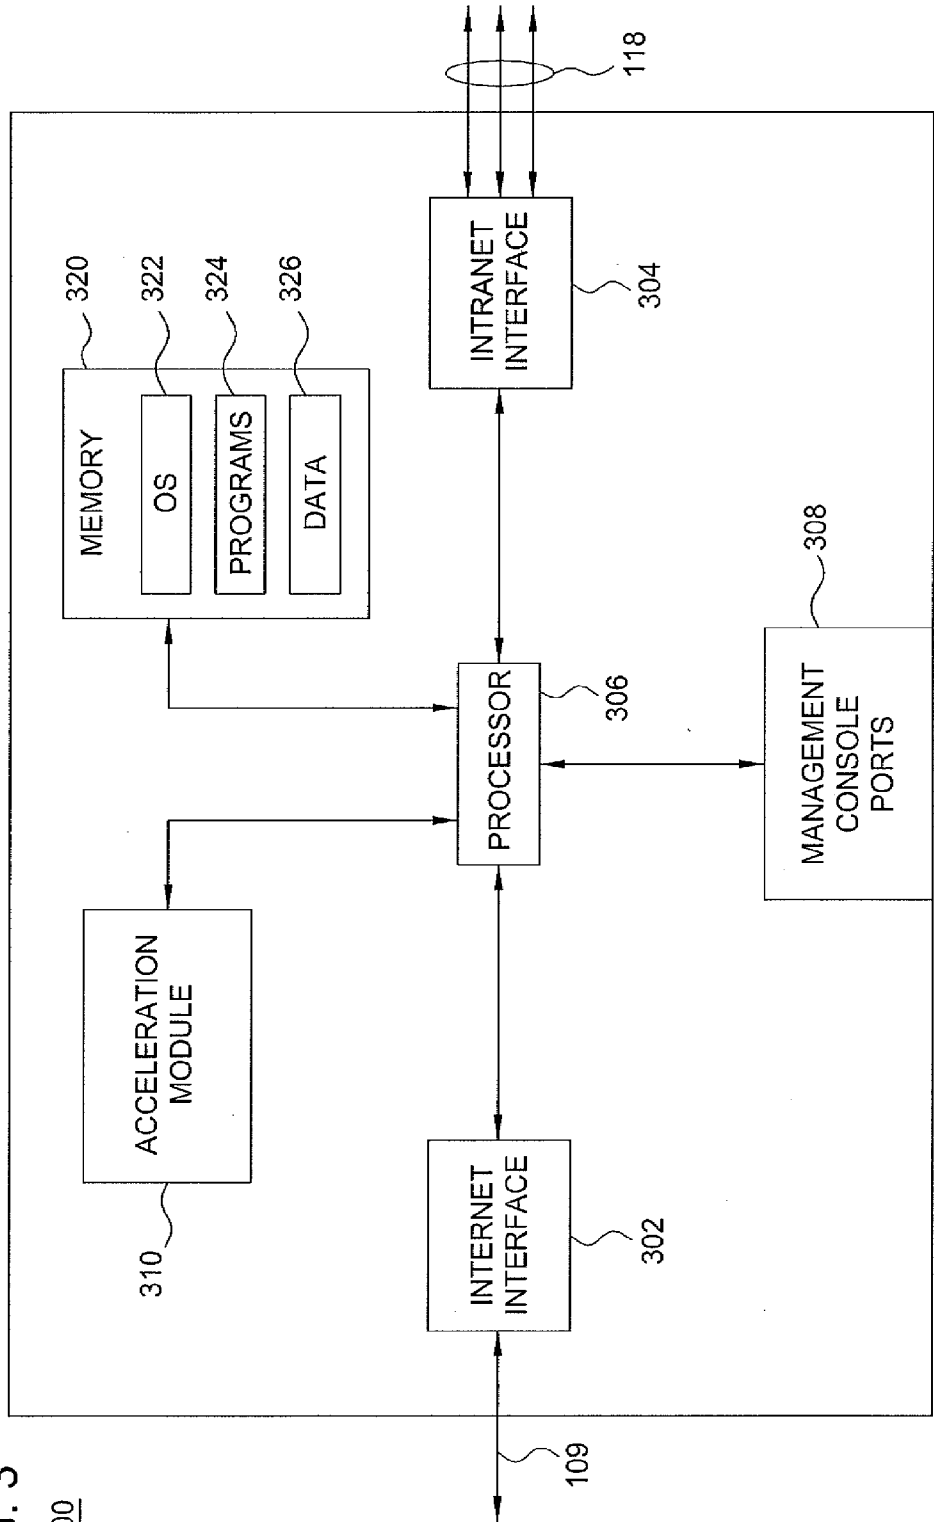 320
322
324
326
MEMORY
OS
PROGRAMS
DATA
118
ACCELERATION
MODULE
310
PROCESSOR
306
INTERNET
INTERFACE
302
INTRANET
INTERFACE
304
109
MANAGEMENT
CONSOLE
PORTS
308